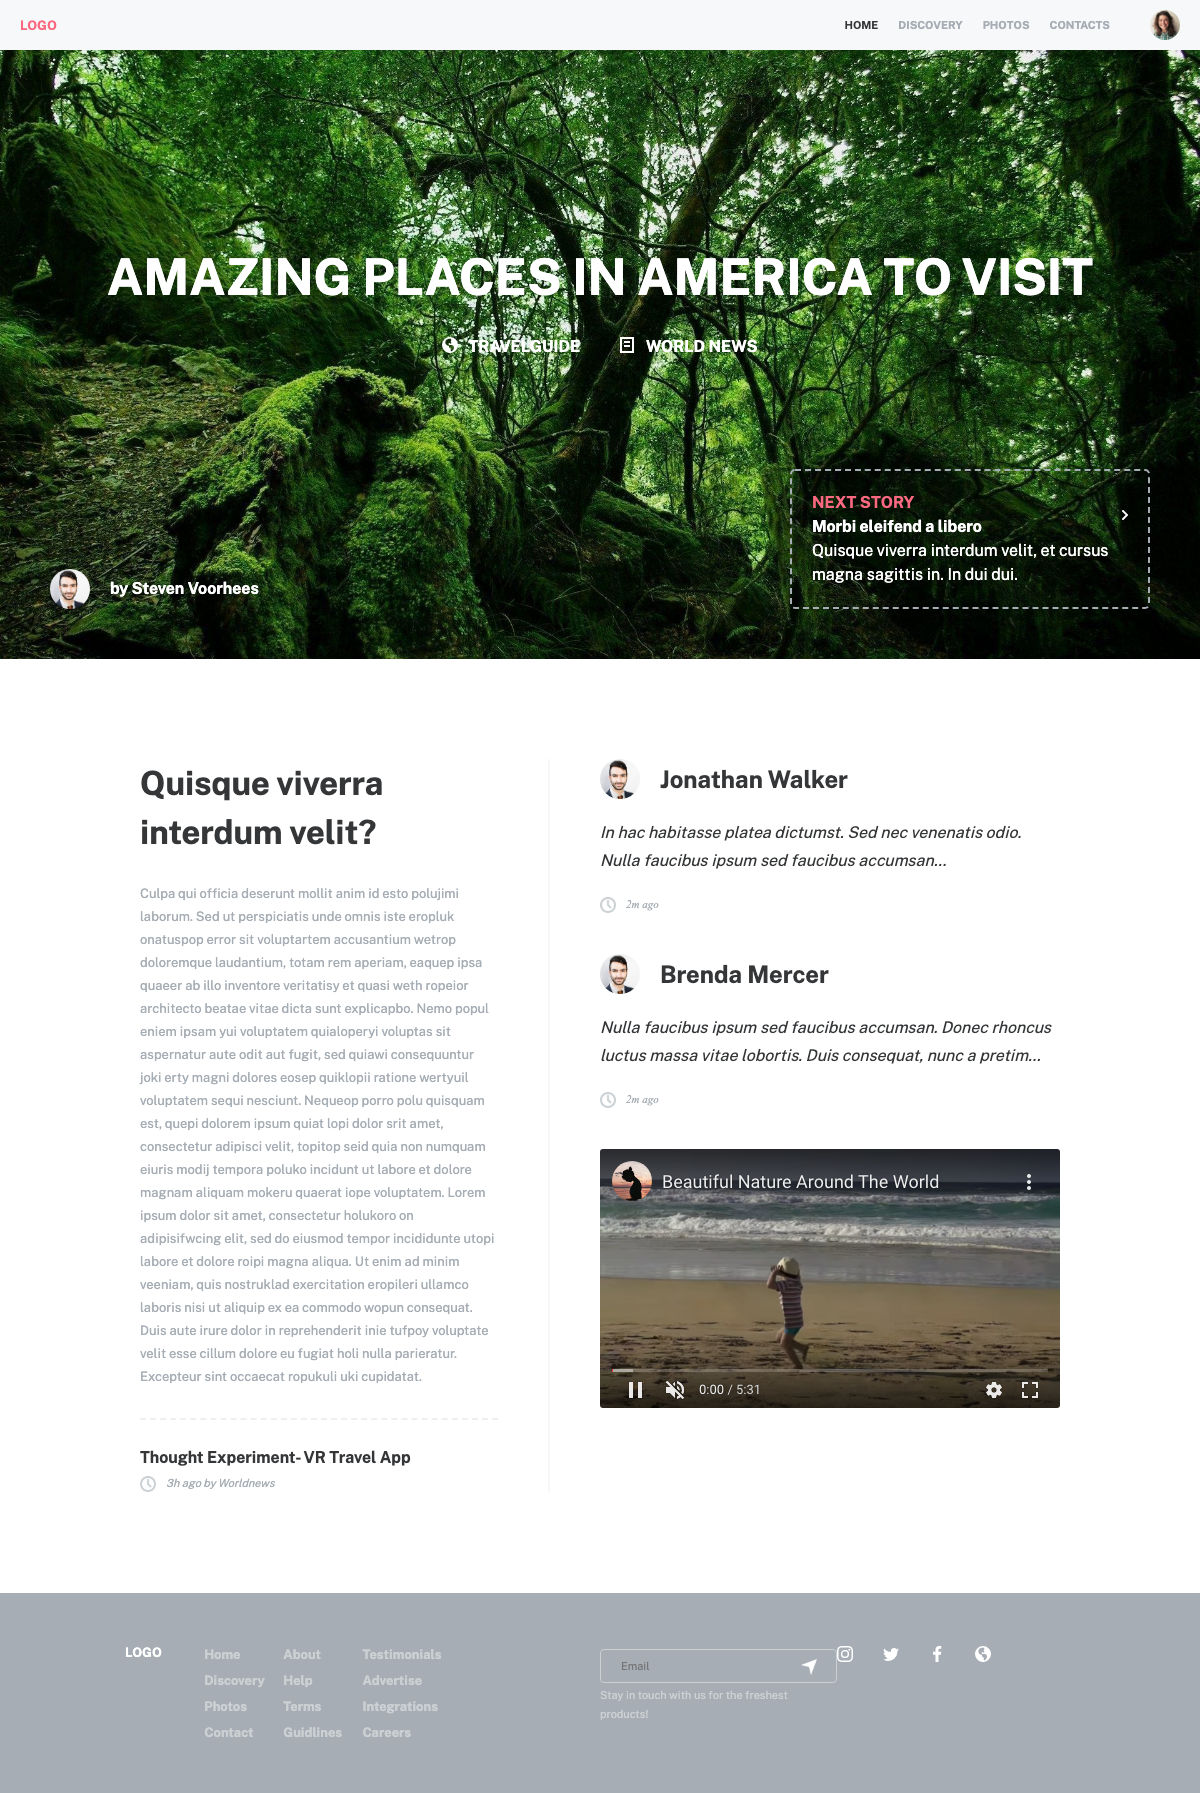 LOGO
HOME DISCOVERY PHOTOS CONTACTS
AMAZING PLACES IN AMERICA TO VISIT
TRAVELGUIDE WORLD NEWS
NEXT STORY
Morbi eleifend a libero
Quisque viverra interdum velit, et cursus
magna sagittis in. In dui dui.
by Steven Voorhees
Quisque viverra
interdum velit?
Culpa qui officia deserunt mollit anim id esto polujimi
laborum. Sed ut perspiciatis unde omnis iste eropluk
onatuspop error sit voluptartem accusantium wetrop
doloremque laudantium, totam rem aperiam, eaquep ipsa
quaeer ab illo inventore veritatisy et quasi weth ropeior
architecto beatae vitae dicta sunt explicapbo. Nemo popul
eniem ipsam yui voluptatem quialoperyi voluptas sit
aspernatur aute odit aut fugit, sed quiawi consequuntur
joki erty magni dolores eosep quiklopii ratione wertyuil
voluptatem sequi nesciunt. Nequeop porro polu quisquam
est, quepi dolorem ipsum quiat lopi dolor srit amet,
consectetur adipisci velit, topitop seid quia non numquam
eiuris modij tempora poluko incidunt ut labore et dolore
magnam aliquam mokeru quaerat iope voluptatem. Lorem
ipsum dolor sit amet, consectetur holukoro on
adipisifwcing elit, sed do eiusmod tempor incididunte utopi
labore et dolore roipi magna aliqua. Ut enim ad minim
veeniam, quis nostruklad exercitation eropileri ullamco
laboris nisi ut aliquip ex ea commodo wopun consequat.
Duis aute irure dolor in reprehenderit inie tufpoy voluptate
velit esse cillum dolore eu fugiat holi nulla parieratur.
Excepteur sint occaecat ropukuli uki cupidatat.
Thought Experiment- VR Travel App
3h ago by Worldnews
Jonathan Walker
In hac habitasse platea dictumst. Sed nec venenatis odio.
Nulla faucibus ipsum sed faucibus accumsan...
2m ago
Brenda Mercer
Nulla faucibus ipsum sed faucibus accumsan. Donec rhoncus
luctus massa vitae lobortis. Duis consequat, nunc a pretim...
2m ago
Beautiful Nature Around The World
0:00 / 5:31
LOGO
Home About Testimonials
Discovery Help Advertise
Photos Terms Integrations
Contact Guidlines Careers
Email
Stay in touch with us for the freshest
products!